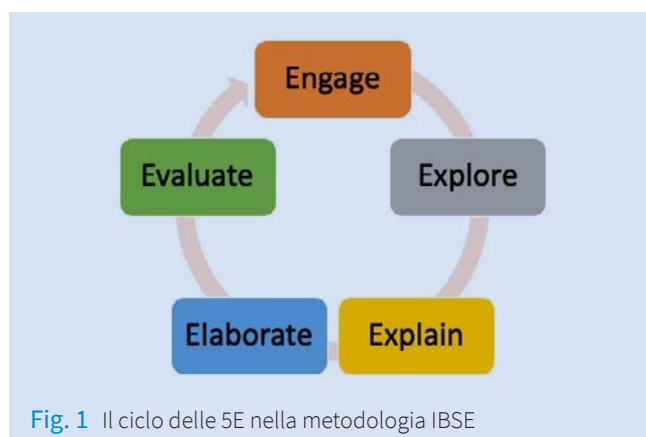 Engage
Explore
Explain
Elaborate
Evaluate
Fig. 1 Il ciclo delle 5E nella metodologia IBSE